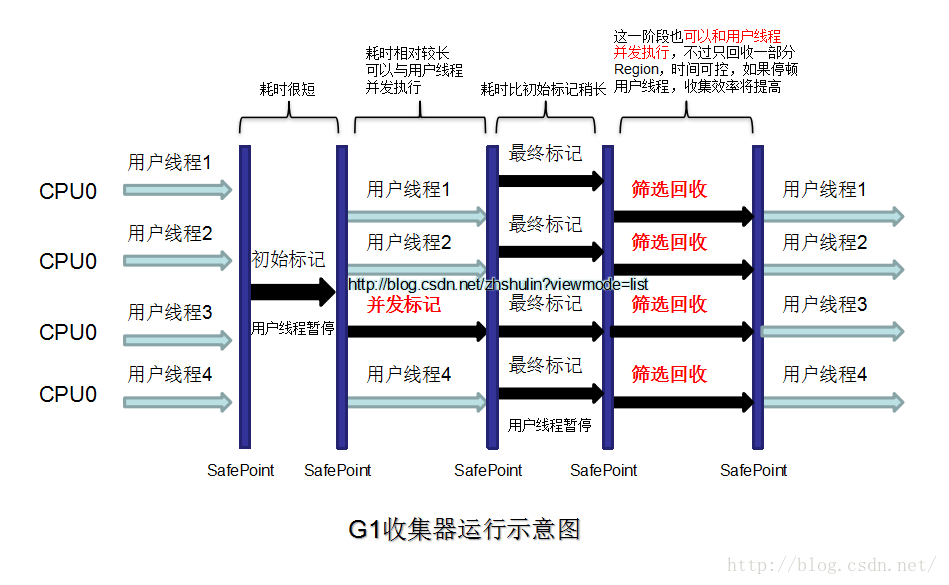 耗时很短
耗时相对较长
可以与用户线程
并发执行
耗时比初始标记稍长
这一阶段也可以和用户线程
并发执行，不过只回收一部分
Region，时间可控，如果停顿
用户线程，收集效率将提高
CPU0
用户线程1
用户线程1
最终标记
筛选回收
用户线程1
CPU0
用户线程2
用户线程2
最终标记
筛选回收
用户线程2
初始标记
http://blog.csdn.net/zhshulin?viewmode=list
CPU0
用户线程3
用户线程暂停
并发标记
最终标记
筛选回收
用户线程3
CPU0
用户线程4
用户线程4
最终标记
筛选回收
用户线程4
用户线程暂停
SafePoint
SafePoint
SafePoint
SafePoint
SafePoint
G1收集器运行示意图
http://blog.csdn.net/